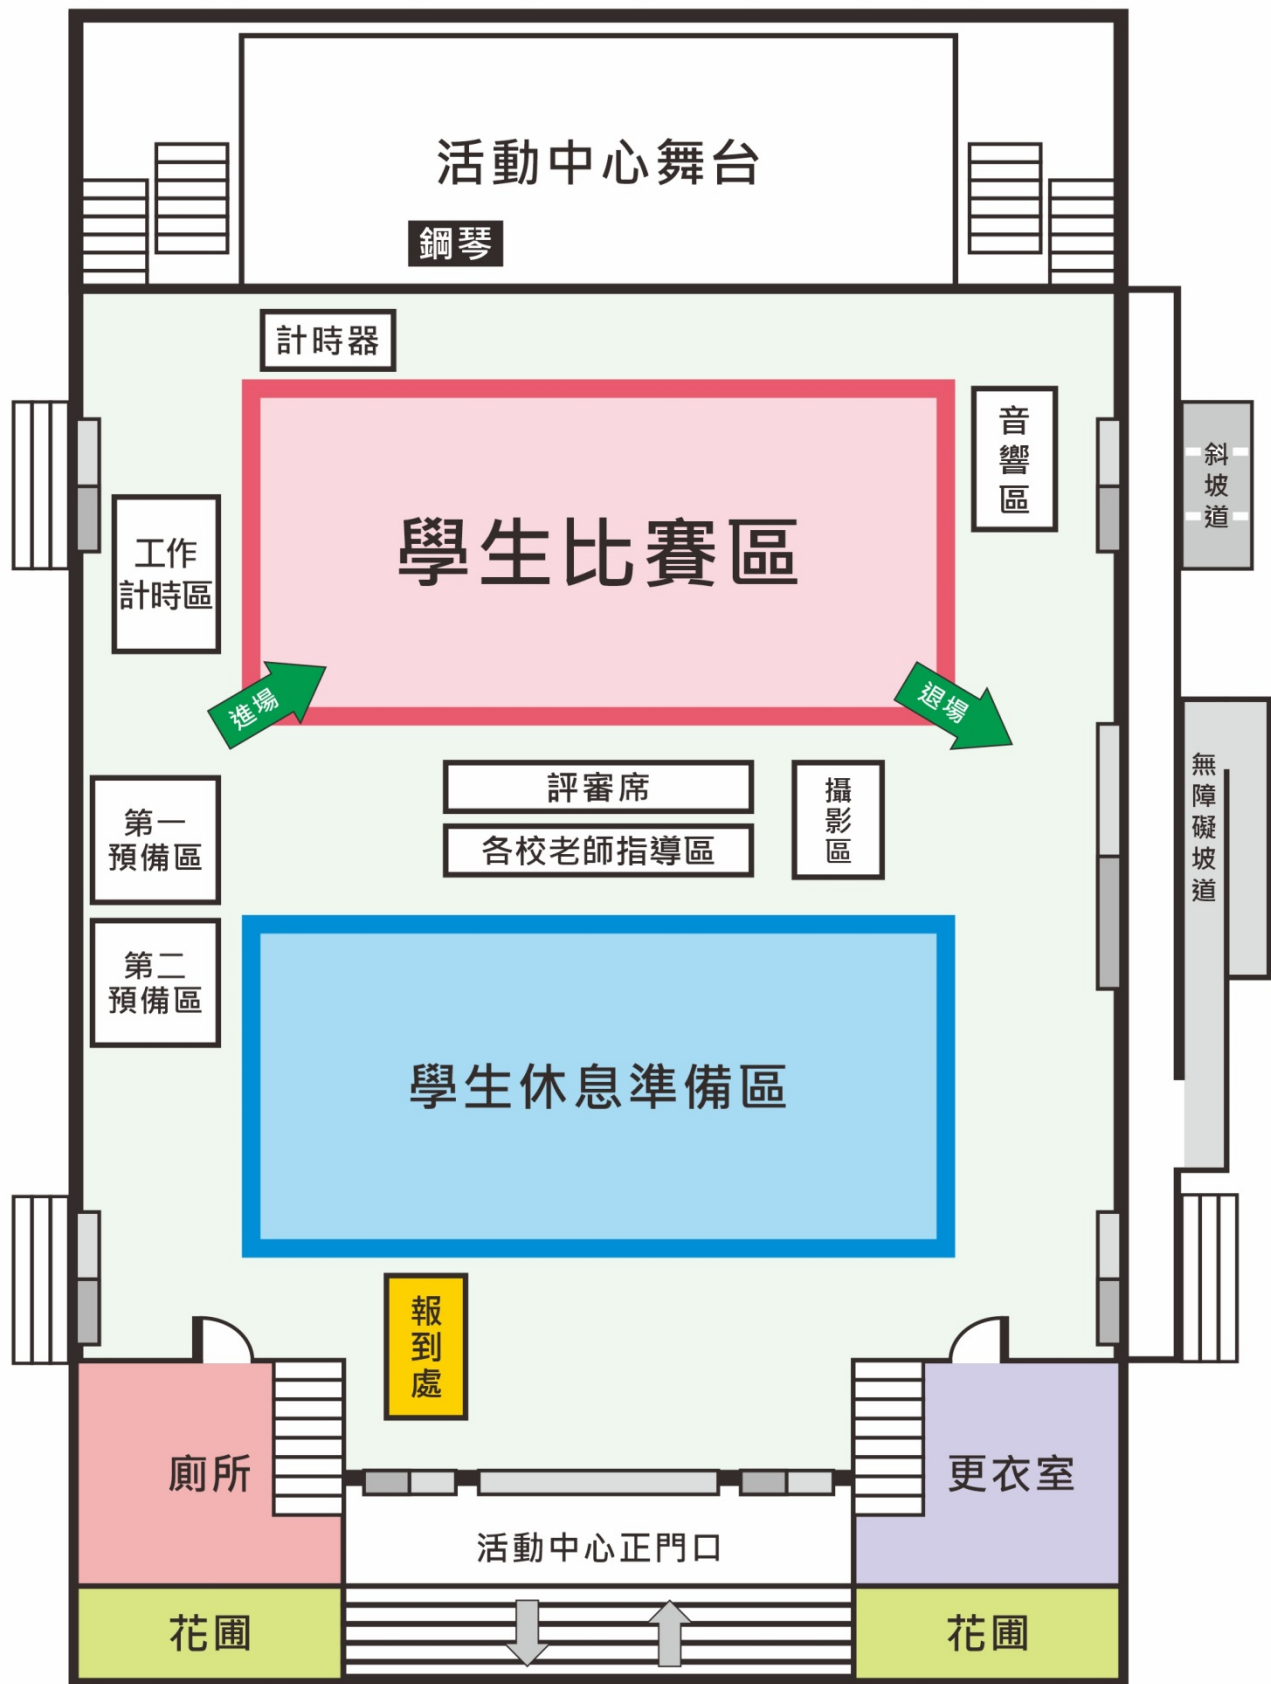 活動中心舞台
鋼琴
計時器
學生比賽區
音響區
斜坡道
工作
計時區
進場
退場
評審席
各校老師指導區
攝影區
無障礙坡道
第一
預備區
第二
預備區
學生休息準備區
報到處
廁所
更衣室
活動中心正門口
花圃
花圃